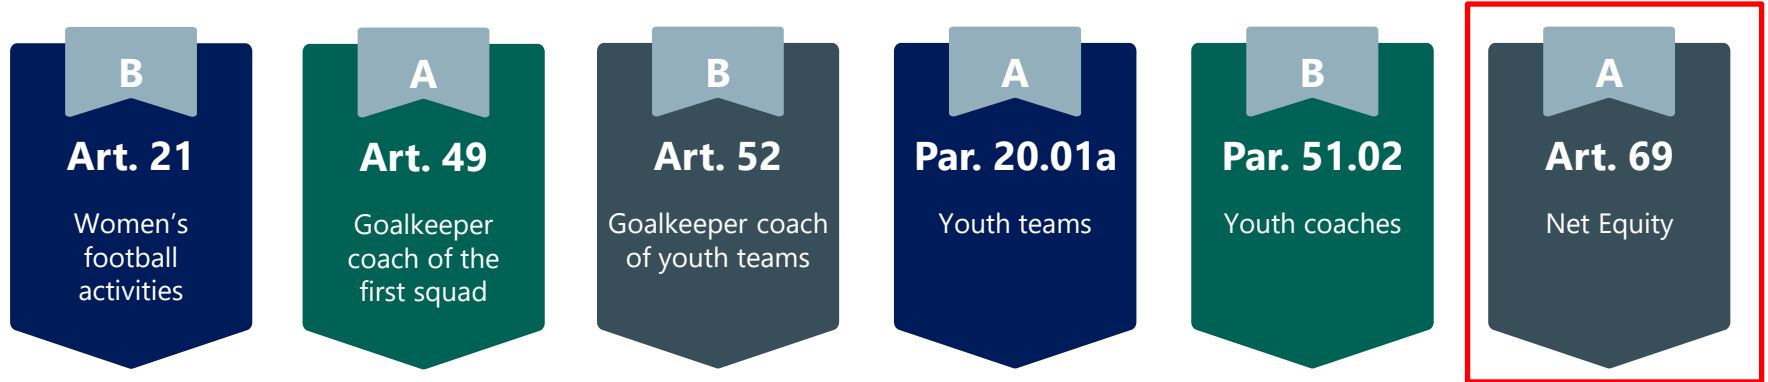 B
Art. 21
Women’s
football
activities
A
Art. 49
Goalkeeper
coach of the
first squad
B
Art. 52
Goalkeeper coach
of youth teams
A
Par. 20.01a
Youth teams
B
Par. 51.02
Youth coaches
A
Art. 69
Net Equity